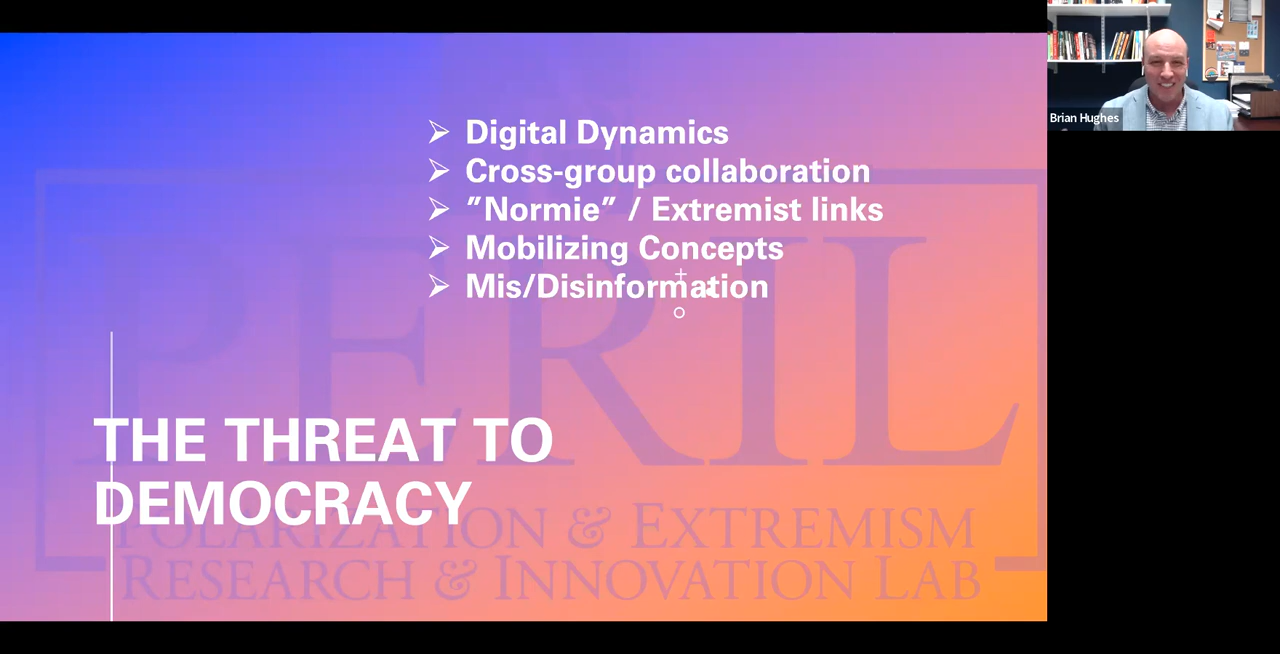 Digital Dynamics
Cross-group collaboration
”Normie” / Extremist links
Mobilizing Concepts
Mis/Disinformation
THE THREAT TO
DEMOCRACY
PERIL
POLARIZATION & EXTREMISM
RESEARCH & INNOVATION LAB
Brian Hughes